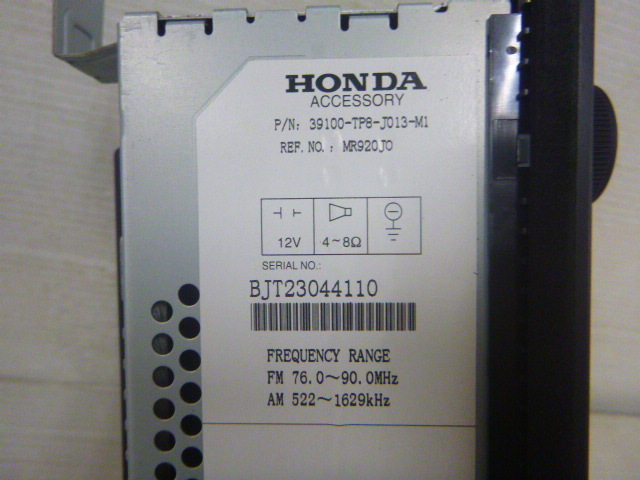 HONDA
ACCESSORY
P/N: 39100-TP8-J013-M1
REF.NO.: MR920J0
12V
4~8Ω
SERIAL NO.:
BJT23044110
FREQUENCY RANGE
FM 76.0~90.0MHz
AM 522~1629kHz